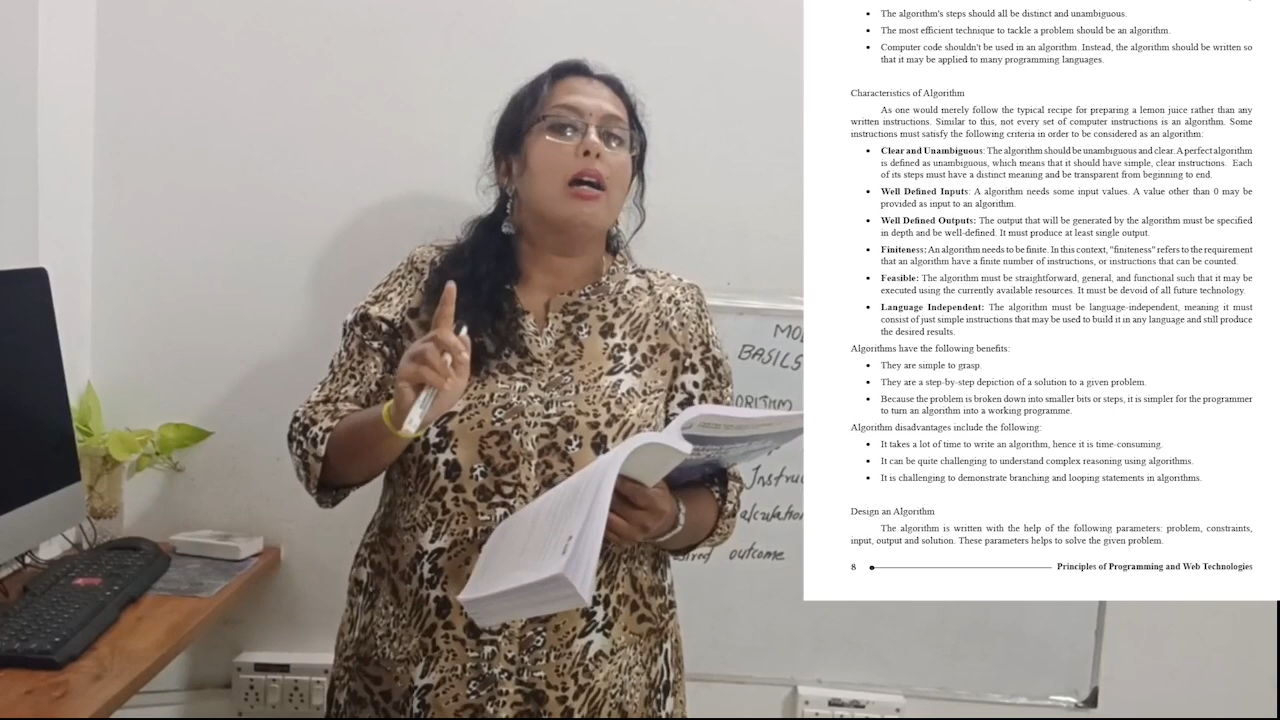 • The algorithm's steps should all be distinct and unambiguous.
• The most efficient technique to tackle a problem should be an algorithm.
• Computer code shouldn't be used in an algorithm. Instead, the algorithm should be written so
that it may be applied to many programming languages.
Characteristics of Algorithm
As one would merely follow the typical recipe for preparing a lemon juice rather than any
written instructions. Similar to this, not every set of computer instructions is an algorithm. Some
instructions must satisfy the following criteria in order to be considered as an algorithm:
• Clear and Unambiguous: The algorithm should be unambiguous and clear. A perfect algorithm
is defined as unambiguous, which means that it should have simple, clear instructions. Each
of its steps must have a distinct meaning and be transparent from beginning to end.
• Well Defined Inputs: A algorithm needs some input values. A value other than 0 may be
provided as input to an algorithm.
• Well Defined Outputs: The output that will be generated by the algorithm must be specified
in depth and be well-defined. It must produce at least single output.
• Finiteness: An algorithm needs to be finite. In this context, "finiteness" refers to the requirement
that an algorithm have a finite number of instructions, or instructions that can be counted.
• Feasible: The algorithm must be straightforward, general, and functional such that it may be
executed using the currently available resources. It must be devoid of all future technology.
• Language Independent: The algorithm must be language-independent, meaning it must
consist of just simple instructions that may be used to build it in any language and still produce
the desired results.
Algorithms have the following benefits:
• They are simple to grasp.
• They are a step-by-step depiction of a solution to a given problem.
• Because the problem is broken down into smaller bits or steps, it is simpler for the programmer
to turn an algorithm into a working programme.
Algorithm disadvantages include the following:
• It takes a lot of time to write an algorithm, hence it is time-consuming.
• It can be quite challenging to understand complex reasoning using algorithms.
• It is challenging to demonstrate branching and looping statements in algorithms.
Design an Algorithm
The algorithm is written with the help of the following parameters: problem, constraints,
input, output and solution. These parameters helps to solve the given problem.
8 Principles of Programming and Web Technologies
MO
BASILS
ORITHM
Instru
alculation
outcome